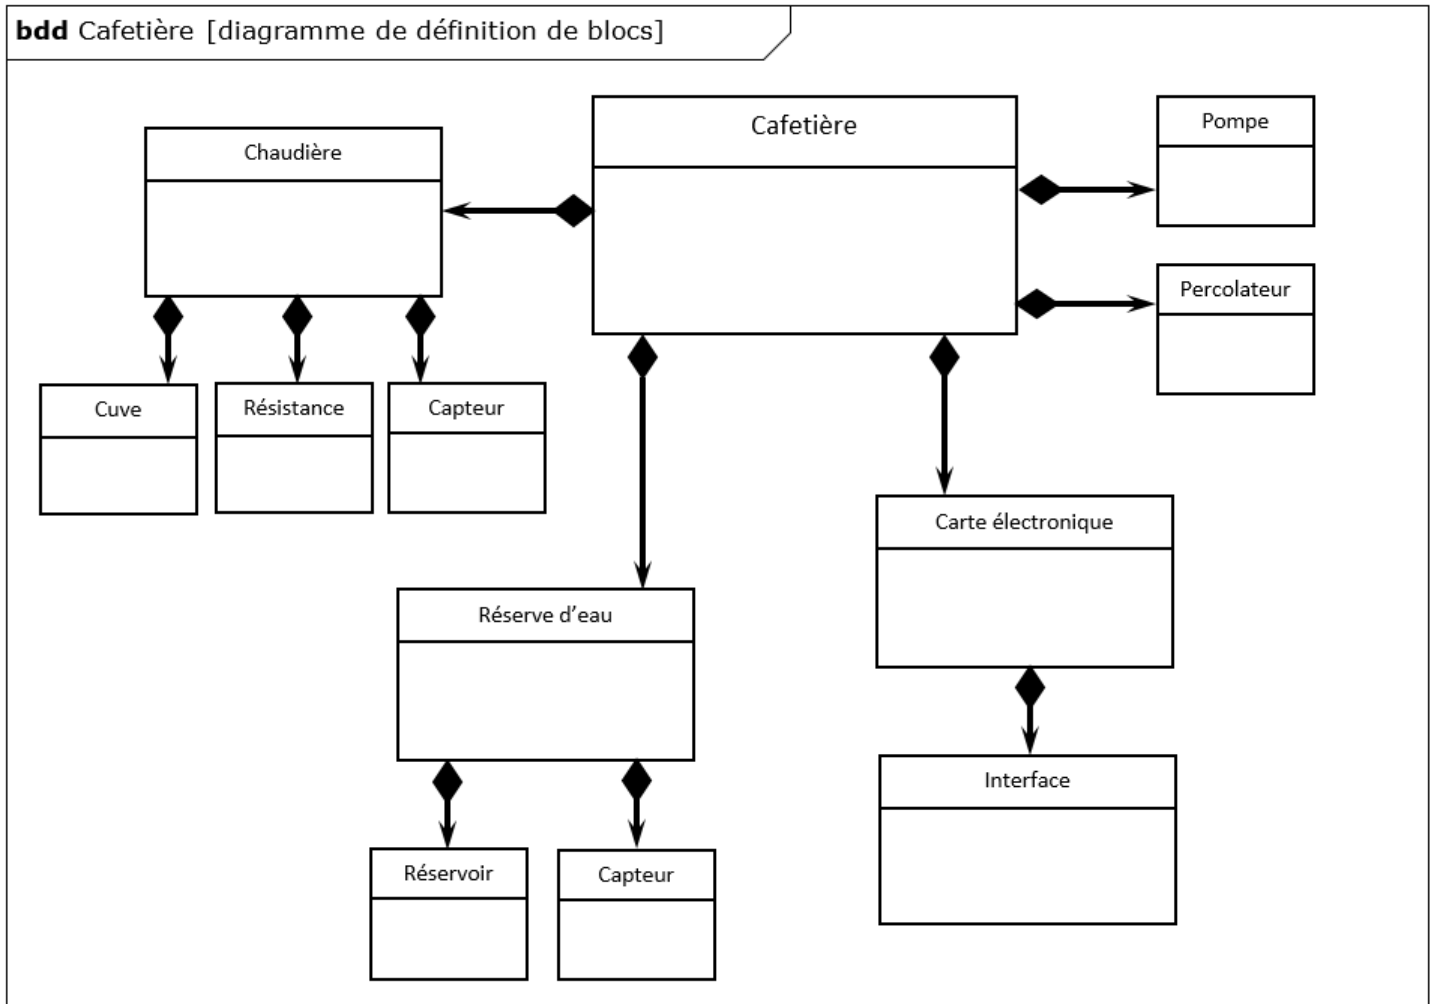 bdd Cafetière [diagramme de définition de blocs]
Cafetière
Pompe
Chaudière
Percolateur
Cuve
Résistance
Capteur
Carte électronique
Réserve d’eau
Interface
Réservoir
Capteur